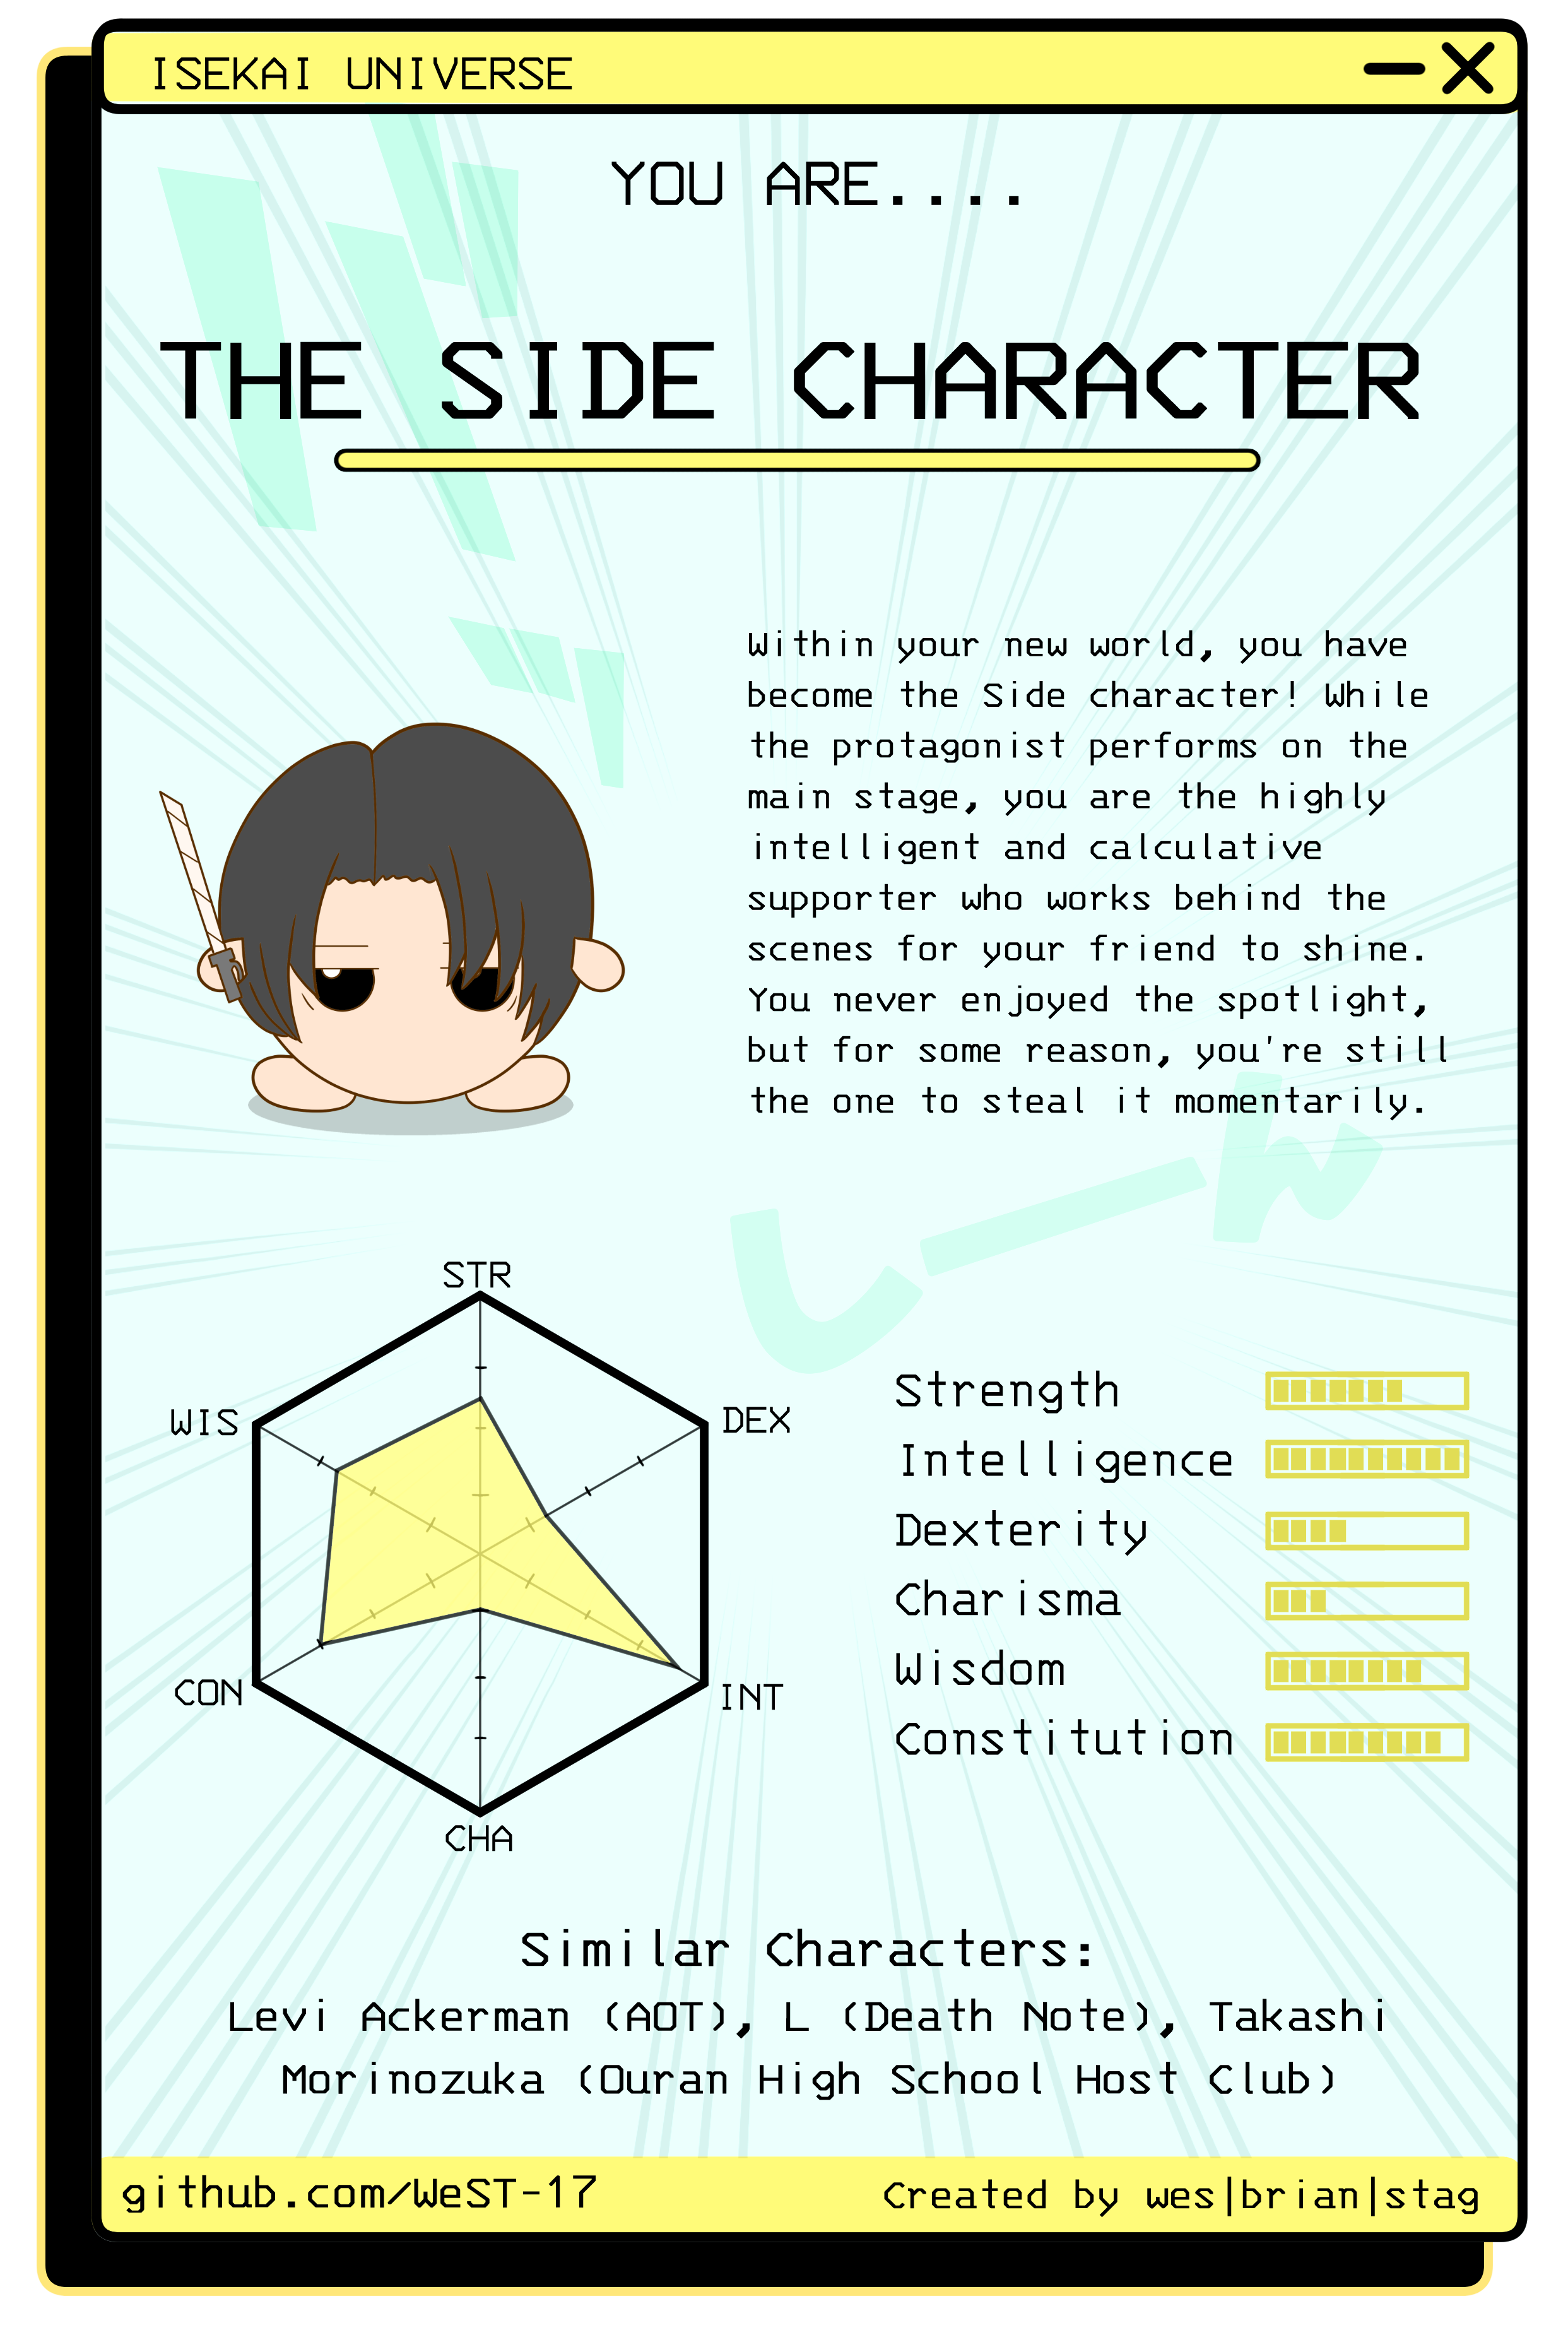 ISEKAI UNIVERSE
YOU ARE....
THE SIDE CHARACTER
Within your new world, you have
become the Side character! While
the protagonist performs on the
main stage, you are the highly
intelligent and calculative
supporter who works behind the
scenes for your friend to shine.
You never enjoyed the spotlight,
but for some reason, you're still
the one to steal it momentarily.
STR
WIS
DEX
CON
INT
CHA
Strength
Intelligence
Dexterity
Charisma
Wisdom
Constitution
Similar Characters:
Levi Ackerman (AOT), L (Death Note), Takashi
Morinozuka (Ouran High School Host Club)
github.com/WeST-17
Created by wes|brian|stag